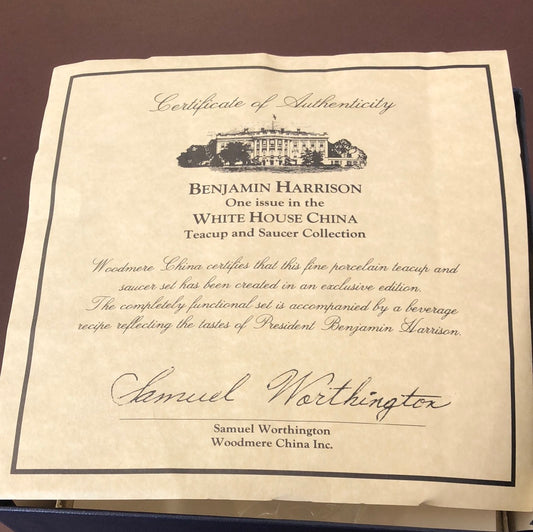 Certificate of Authenticity
BENJAMIN HARRISON
One issue in the
WHITE HOUSE CHINA
Teacup and Saucer Collection
Woodmere China certifies that this fine porcelain teacup and
saucer set has been created in an exclusive edition.
The completely functional set is accompanied by a beverage
recipe reflecting the tastes of President Benjamin Harrison.
Samuel Worthington
Samuel Worthington
Woodmere China Inc.